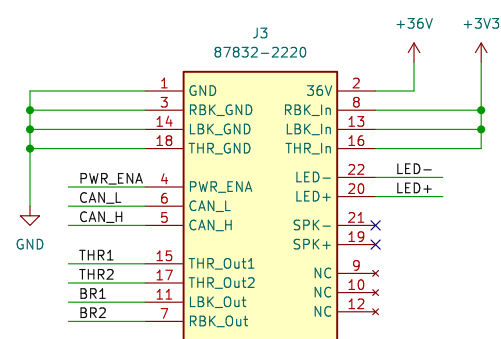 +36V +3V3
J3
87832-2220
1 GND 36V 2
3 RBK_GND RBK_In 8
14 LBK_GND LBK_In 13
18 THR_GND THR_In 16
LED- 22 LED-
PWR_ENA 4 PWR_ENA LED+ 20 LED+
CAN_L 6 CAN_L
CAN_H 5 CAN_H SPK- 21
GND SPK+ 19
THR1 15 THR_Out1 NC 9
THR2 17 THR_Out2 NC 10
BR1 11 LBK_Out NC 12
BR2 7 RBK_Out